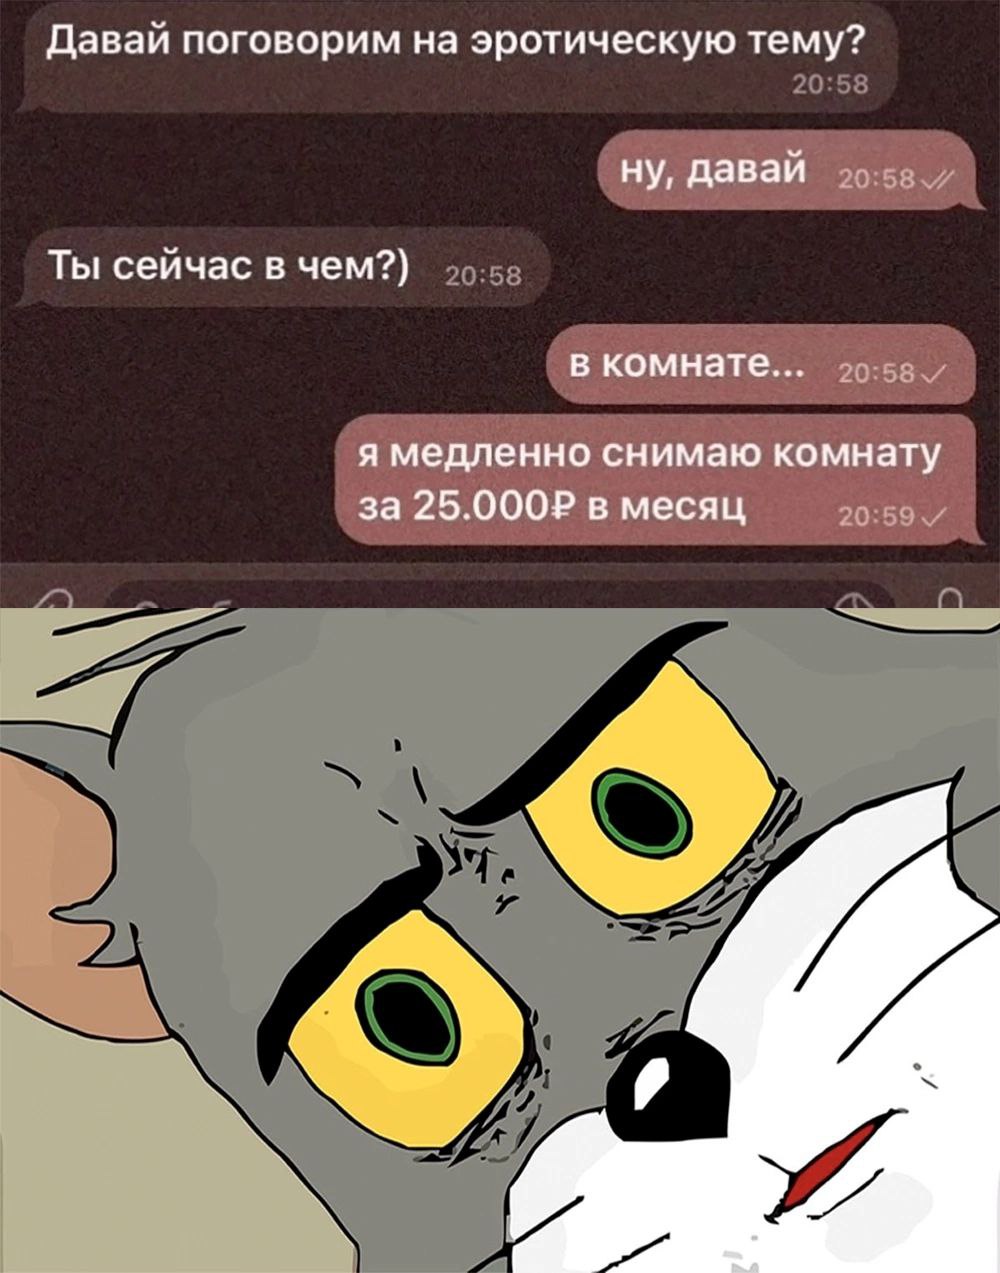 Давай поговорим на эротическую тему?
20:58
ну, давай 20:58
Ты сейчас в чем?) 20:58
в комнате... 20:58
я медленно снимаю комнату
за 25.000₽ в месяц 20:59